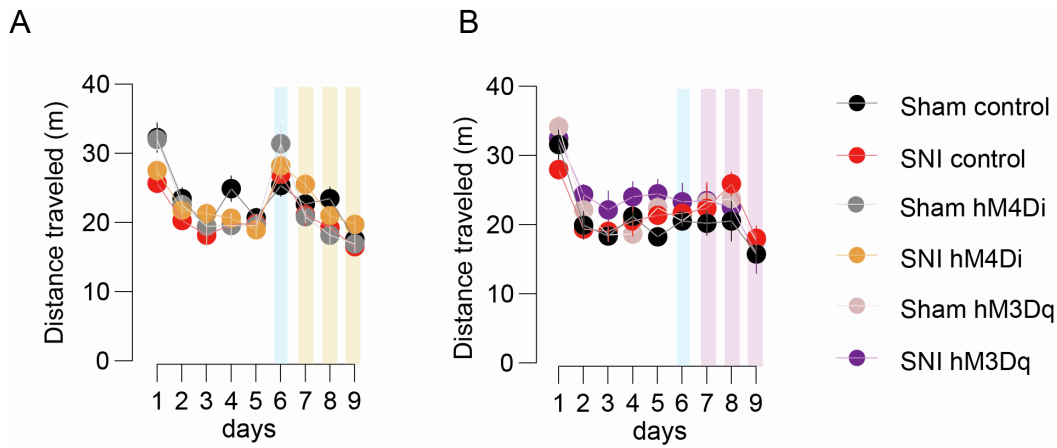 A
B
Distance traveled (m)
40
30
20
10
0
1 2 3 4 5 6 7 8 9
days
Distance traveled (m)
40
30
20
10
0
1 2 3 4 5 6 7 8 9
days
Sham control
SNI control
Sham hM4Di
SNI hM4Di
Sham hM3Dq
SNI hM3Dq